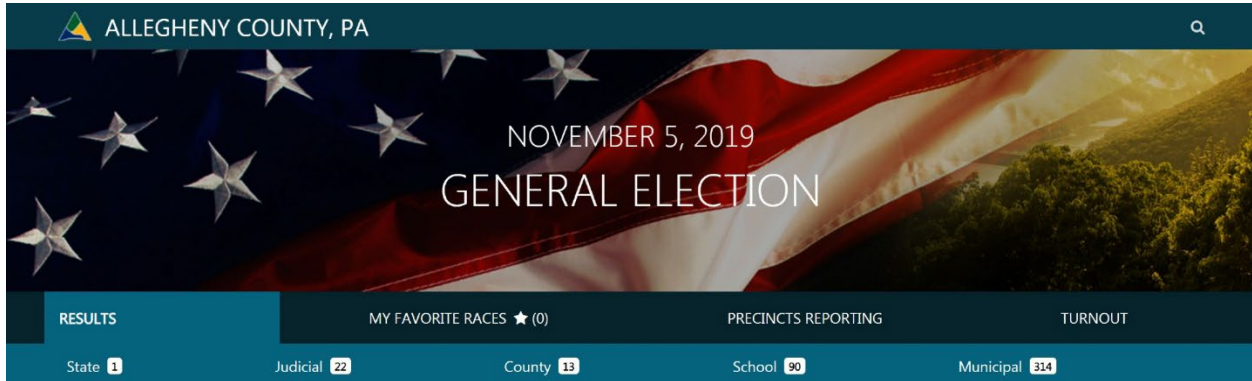 ALLEGHENY COUNTY, PA
NOVEMBER 5, 2019
GENERAL ELECTION
RESULTS MY FAVORITE RACES ★ (0) PRECINCTS REPORTING TURNOUT
State 1 Judicial 22 County 13 School 90 Municipal 314